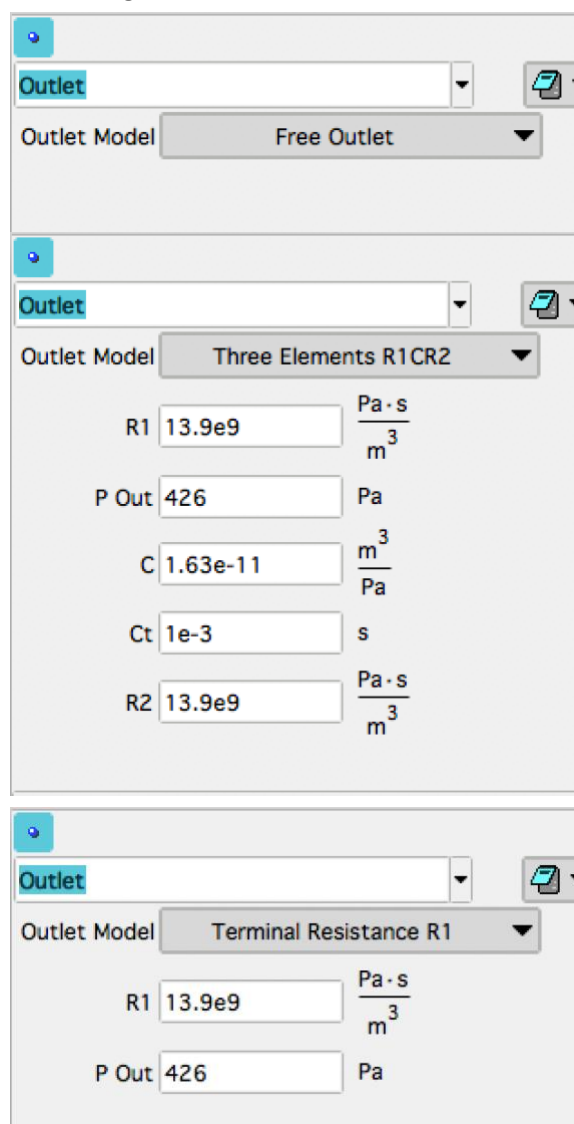 Outlet
Outlet Model Free Outlet
Outlet
Outlet Model Three Elements R1CR2
R1 13.9e9 Pa·s/m³
P Out 426 Pa
C 1.63e-11 m³/Pa
Ct 1e-3 s
R2 13.9e9 Pa·s/m³
Outlet
Outlet Model Terminal Resistance R1
R1 13.9e9 Pa·s/m³
P Out 426 Pa